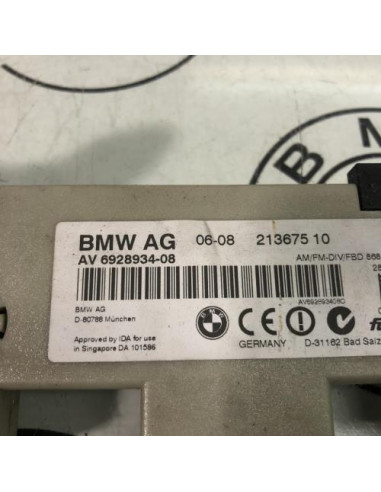 B M
BMW AG 06-08 213675 10
AV 6928934-08 AM/FM-DIV/FBD 868
BMW AG
D-80788 München
Approved by IDA for use
in Singapore DA 101586
GERMANY D-31162 Bad Salz
BMW